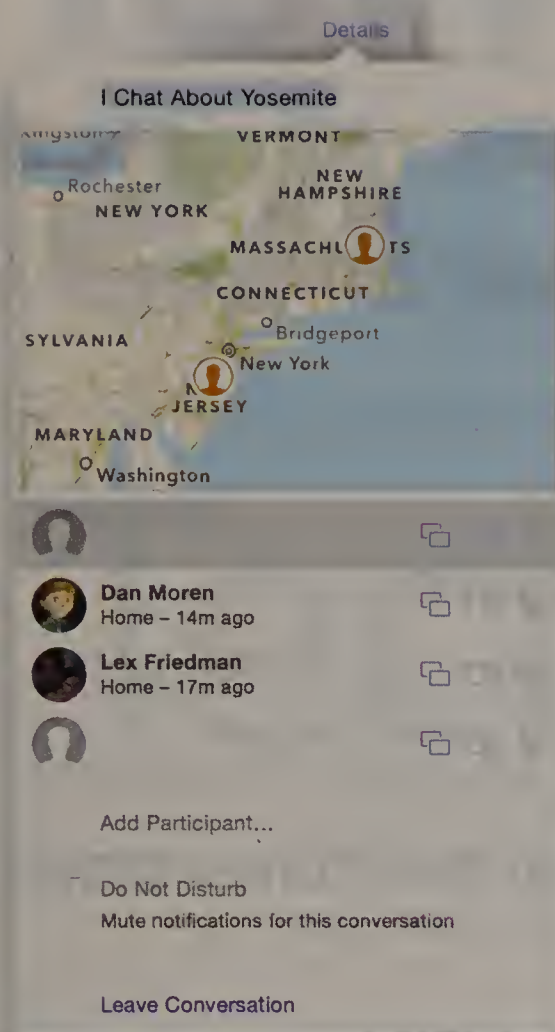 Details
I Chat About Yosemite
VERMONT
Rochester
NEW HAMPSHIRE
NEW YORK
MASSACHU TS
CONNECTICUT
Bridgeport
SYLVANIA
New York
N
JERSEY
MARYLAND
Washington
Dan Moren
Home – 14m ago
Lex Friedman
Home – 17m ago
Add Participant...
Do Not Disturb
Mute notifications for this conversation
Leave Conversation